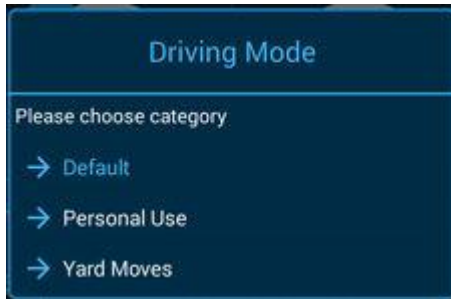 Driving Mode
Please choose category
Default
Personal Use
Yard Moves